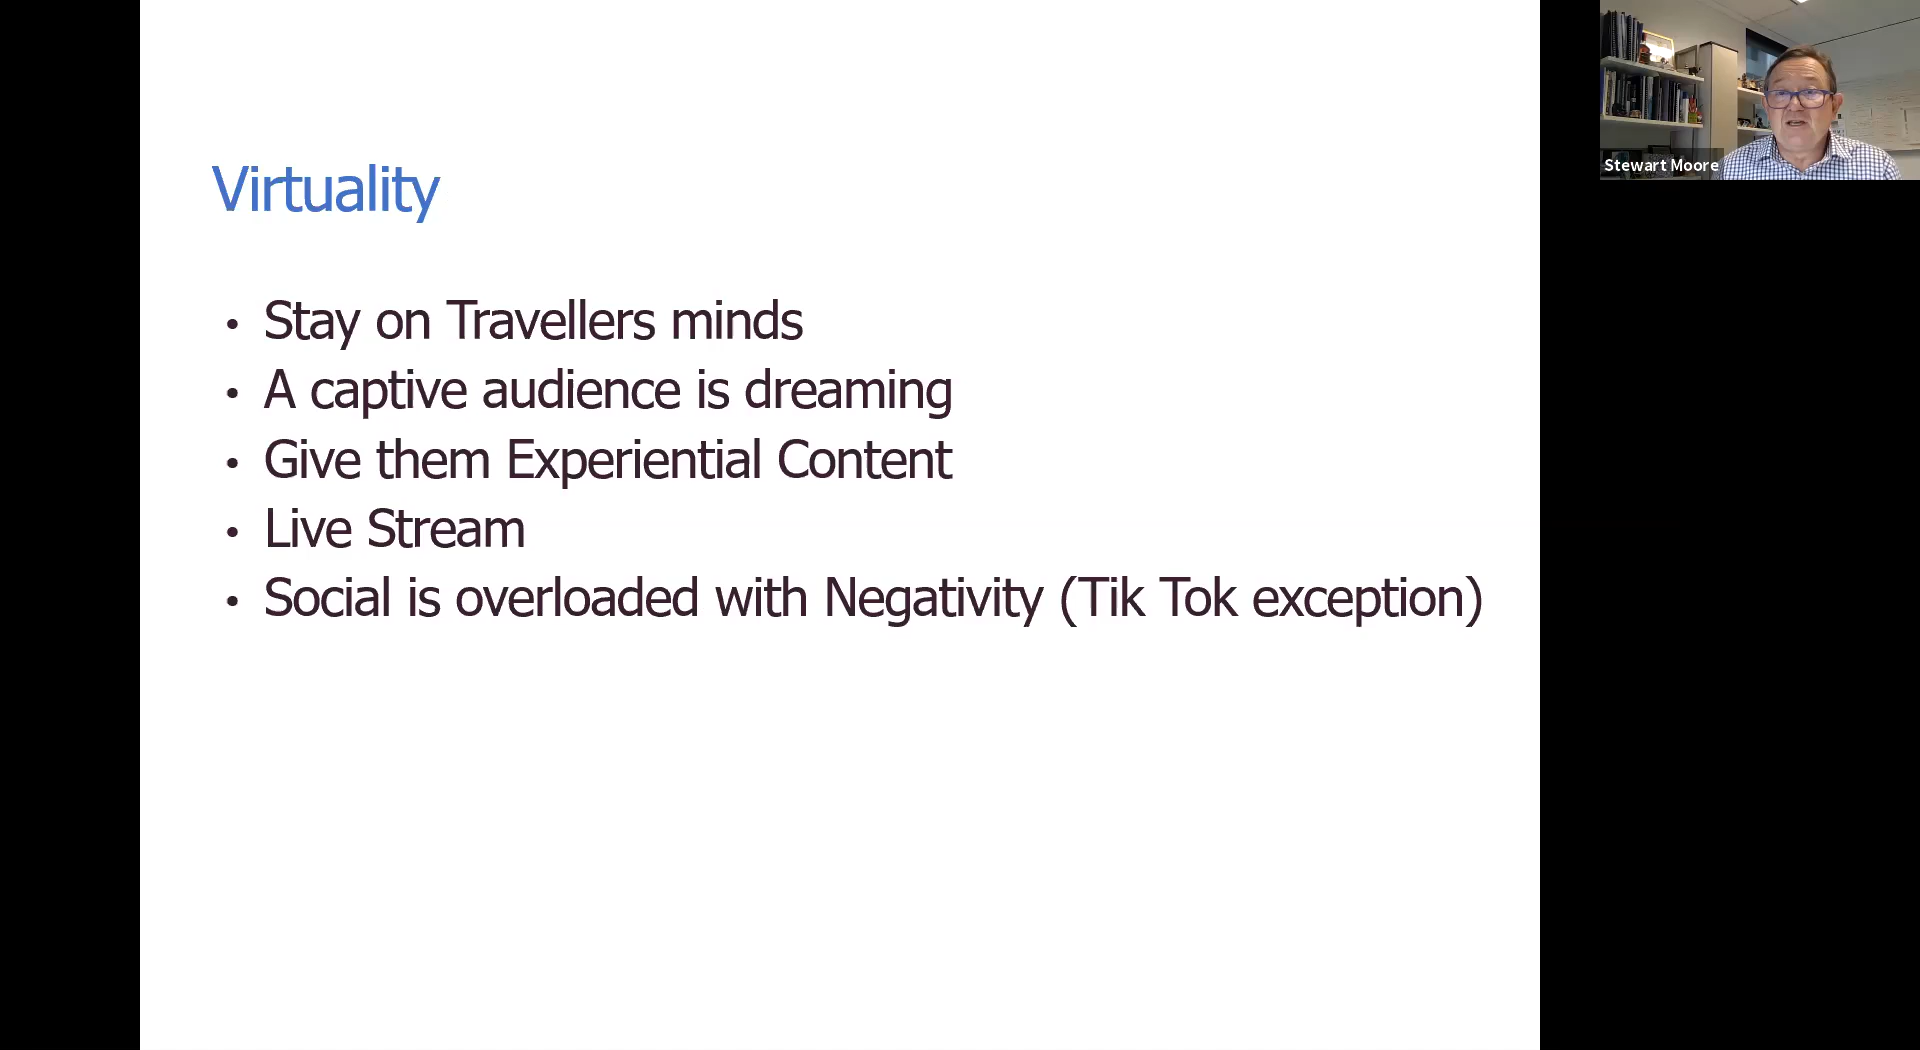 Virtuality
• Stay on Travellers minds
• A captive audience is dreaming
• Give them Experiential Content
• Live Stream
• Social is overloaded with Negativity (Tik Tok exception)
Stewart Moore